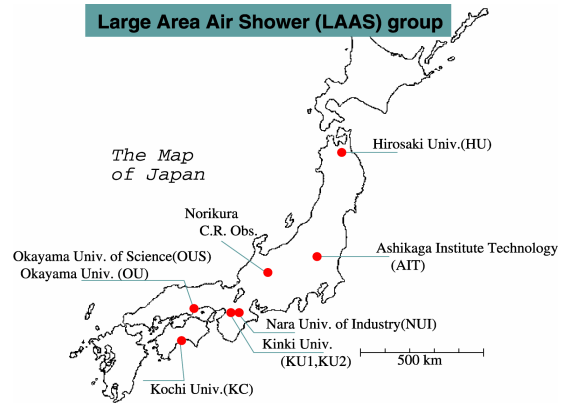 Large Area Air Shower (LAAS) group
Hirosaki Univ.(HU)
The Map
of Japan
Norikura
C.R. Obs.
Ashikaga Institute Technology
(AIT)
Okayama Univ. of Science(OUS)
Okayama Univ. (OU)
Nara Univ. of Industry(NUI)
Kinki Univ.
(KU1,KU2)
500 km
Kochi Univ.(KC)